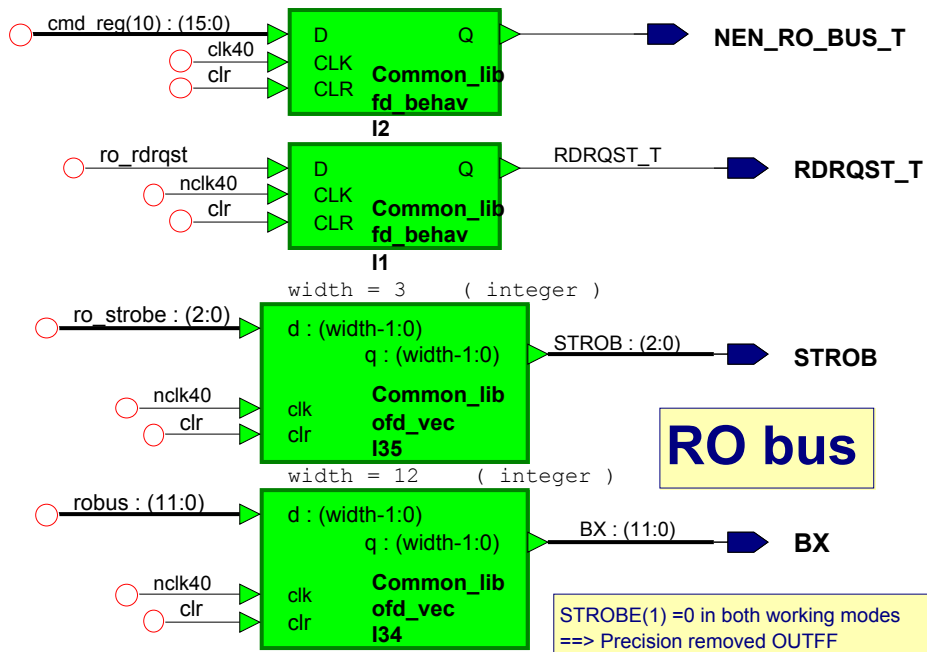 cmd_reg(10) : (15:0)
D Q
NEN_RO_BUS_T
clk40
CLK
clr
CLR
Common_lib
fd_behav
I2
ro_rdrqst
D Q
RDRQST_T
RDRQST_T
nclk40
CLK
clr
CLR
Common_lib
fd_behav
I1
width = 3 ( integer )
ro_strobe : (2:0)
d : (width-1:0)
q : (width-1:0)
STROB : (2:0)
STROB
nclk40
clk
clr
clr
Common_lib
ofd_vec
I35
RO bus
width = 12 ( integer )
robus : (11:0)
d : (width-1:0)
q : (width-1:0)
BX : (11:0)
BX
nclk40
clk
clr
clr
Common_lib
ofd_vec
I34
STROBE(1) =0 in both working modes
==> Precision removed OUTFF